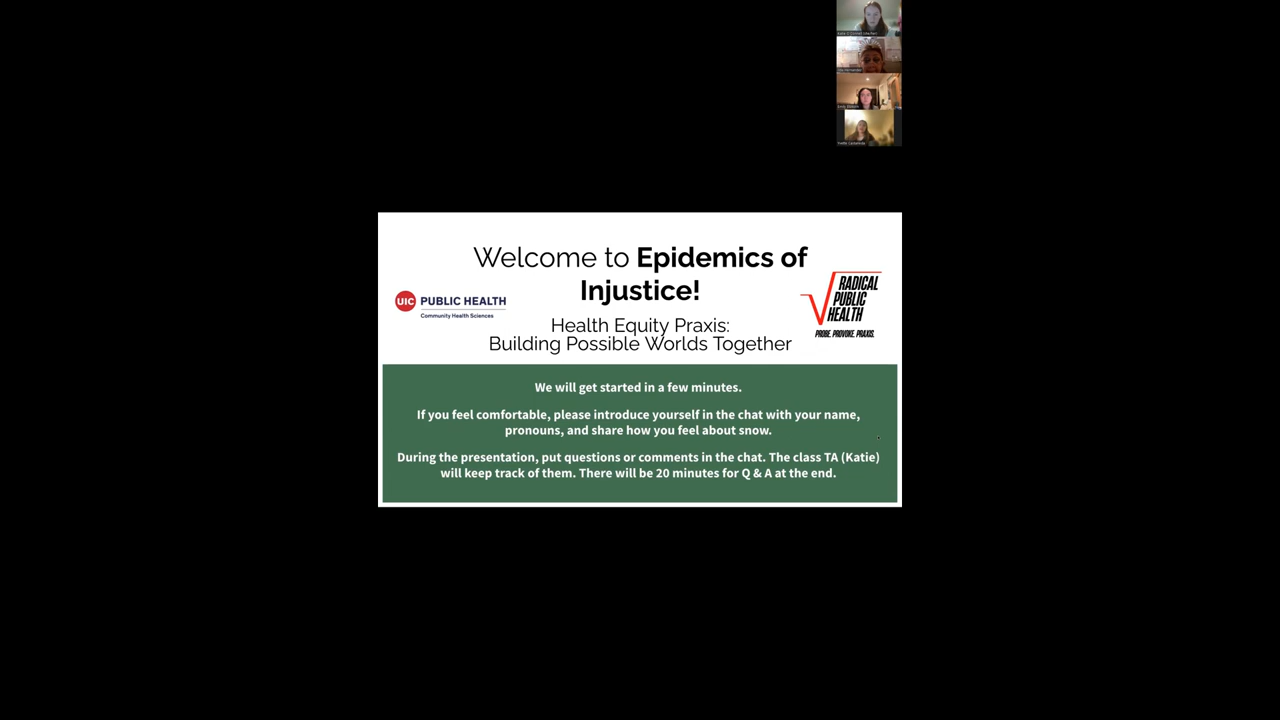 Welcome to Epidemics of
Injustice!
UIC PUBLIC HEALTH
Community Health Sciences
RADICAL
PUBLIC
HEALTH
PROBE. PROVOKE. PRAXIS.
Health Equity Praxis:
Building Possible Worlds Together
We will get started in a few minutes.
If you feel comfortable, please introduce yourself in the chat with your name,
pronouns, and share how you feel about snow.
During the presentation, put questions or comments in the chat. The class TA (Katie)
will keep track of them. There will be 20 minutes for Q & A at the end.